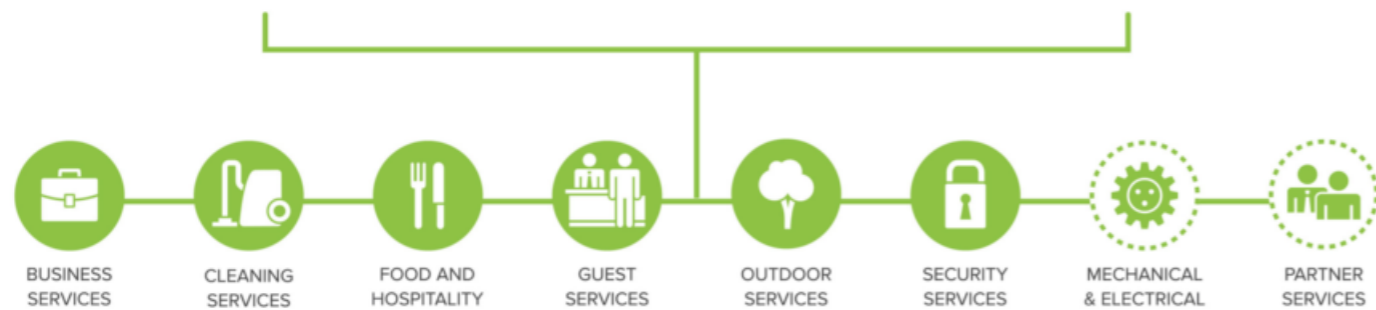 BUSINESS
SERVICES
CLEANING
SERVICES
FOOD AND
HOSPITALITY
GUEST
SERVICES
OUTDOOR
SERVICES
SECURITY
SERVICES
MECHANICAL
& ELECTRICAL
PARTNER
SERVICES